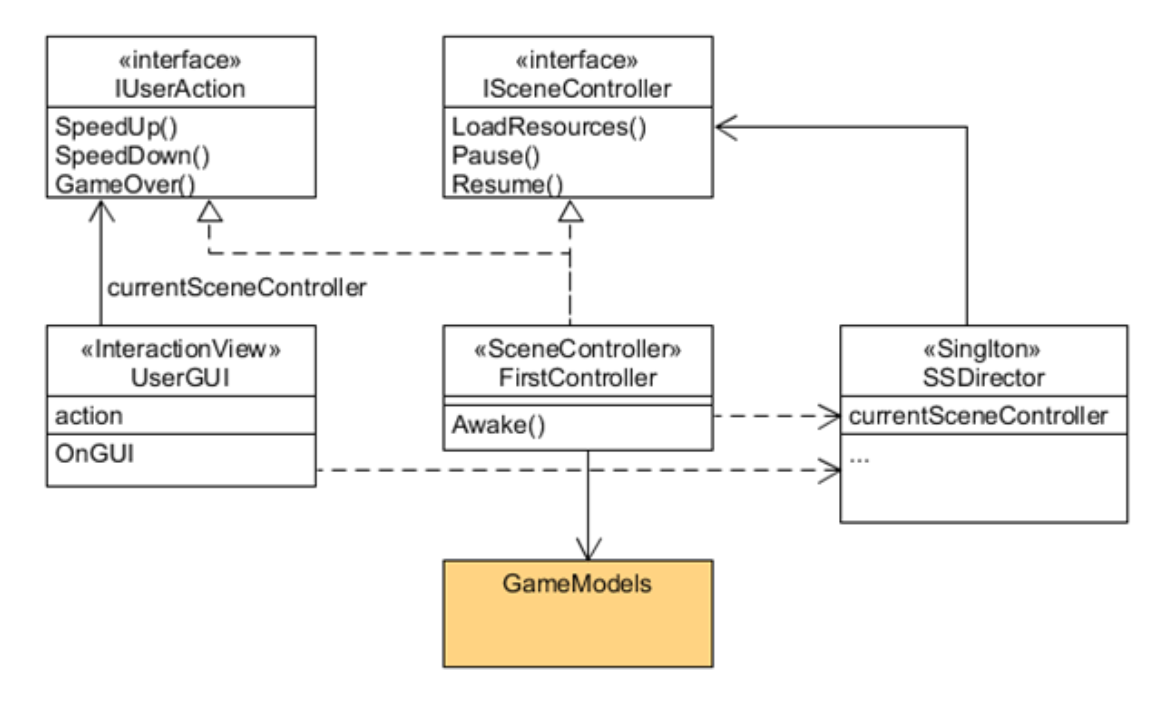 «interface»
IUserAction
SpeedUp()
SpeedDown()
GameOver()
«interface»
ISceneController
LoadResources()
Pause()
Resume()
currentSceneController
«InteractionView»
UserGUI
action
OnGUI
«SceneController»
FirstController
Awake()
«Singlton»
SSDirector
currentSceneController
...
GameModels